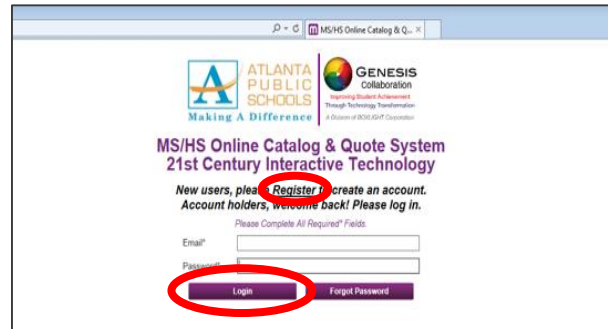 MS/HS Online Catalog & Q...
ATLANTA
PUBLIC
SCHOOLS
Making A Difference
GENESIS
Collaboration
Improving Student Achievement
Through Technology Transformation
A Division of BOXLIGHT Corporation
MS/HS Online Catalog & Quote System
21st Century Interactive Technology
New users, please Register to create an account.
Account holders, welcome back! Please log in.
Please Complete All Required* Fields.
Email*
Password*
Login Forgot Password